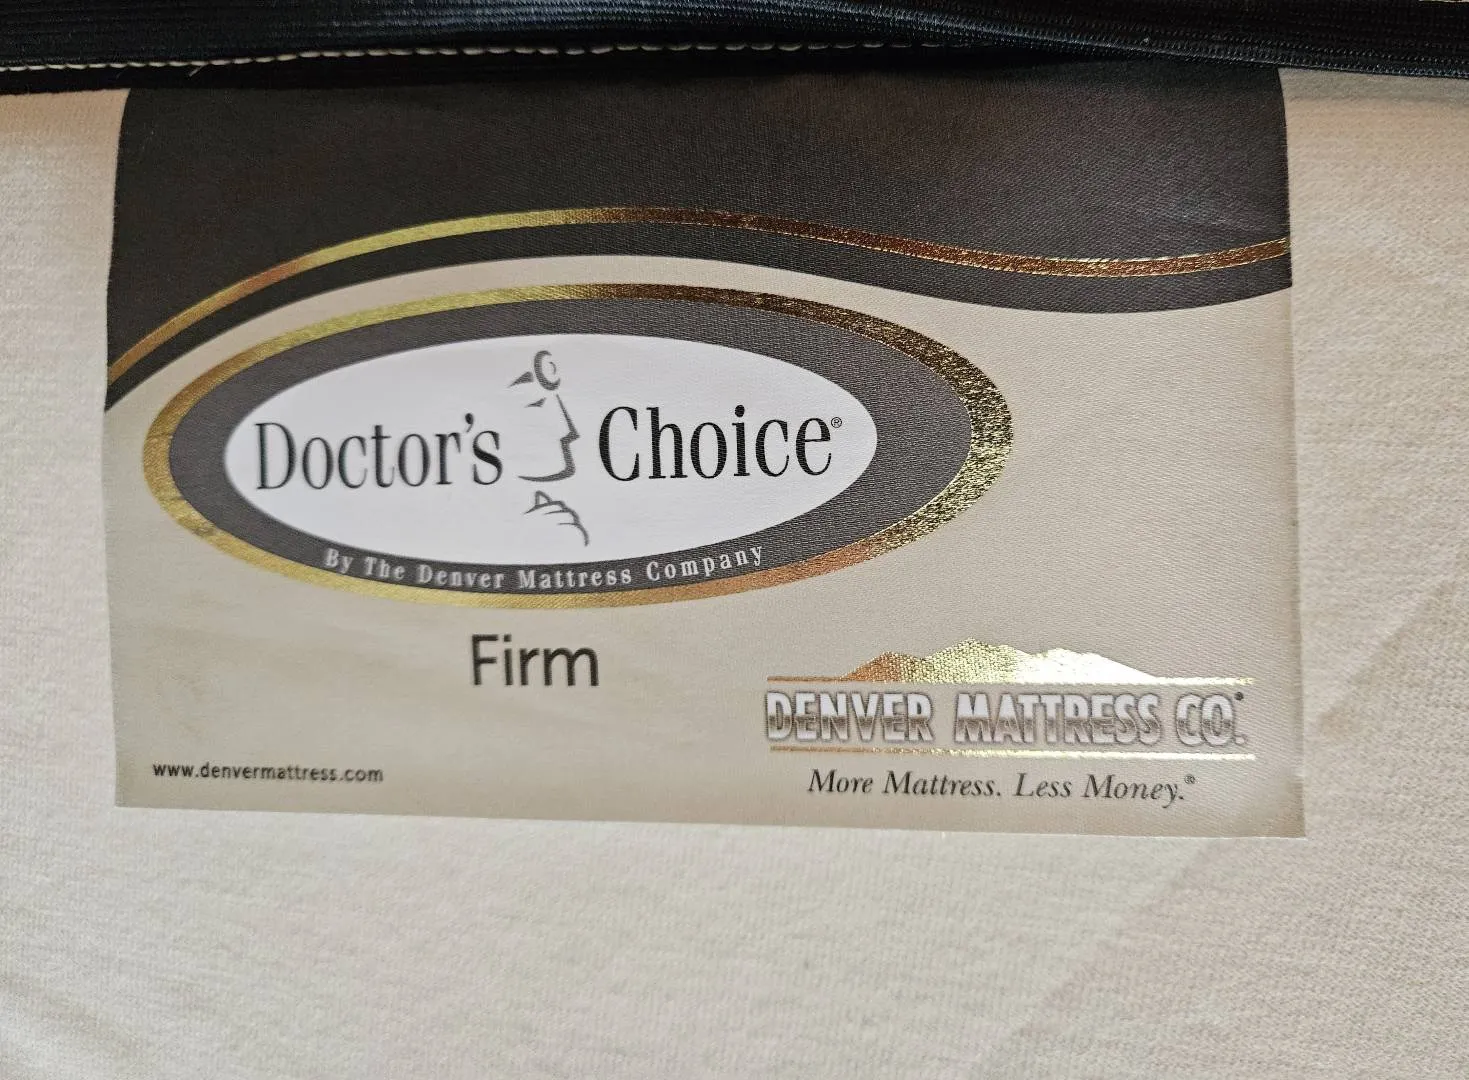 Doctor's Choice®
By The Denver Mattress Company
Firm
DENVER MATTRESS CO.®
More Mattress. Less Money.®
www.denvermattress.com